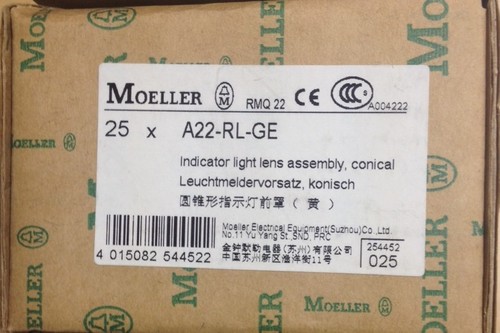 MOELLER
MOELLER RMQ 22 CE CCC A004222
25 x A22-RL-GE
Indicator light lens assembly, conical
Leuchtmeldervorsatz, konisch
圆锥形指示灯前罩(黄)
Moeller Electrical Equipment(Suzhou)Co.,Ltd.
No.11 Yu Yang St.,SND, PRC
金钟默勒电器(苏州)有限公司
中国苏州新区渔洋街11号
254452
025
4 015082 544522
MOELLER